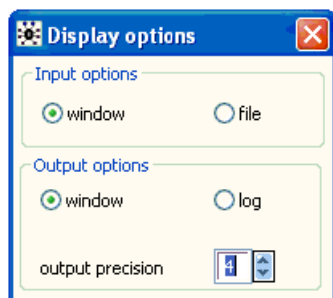 Display options
Input options
window file
Output options
window log
output precision 4